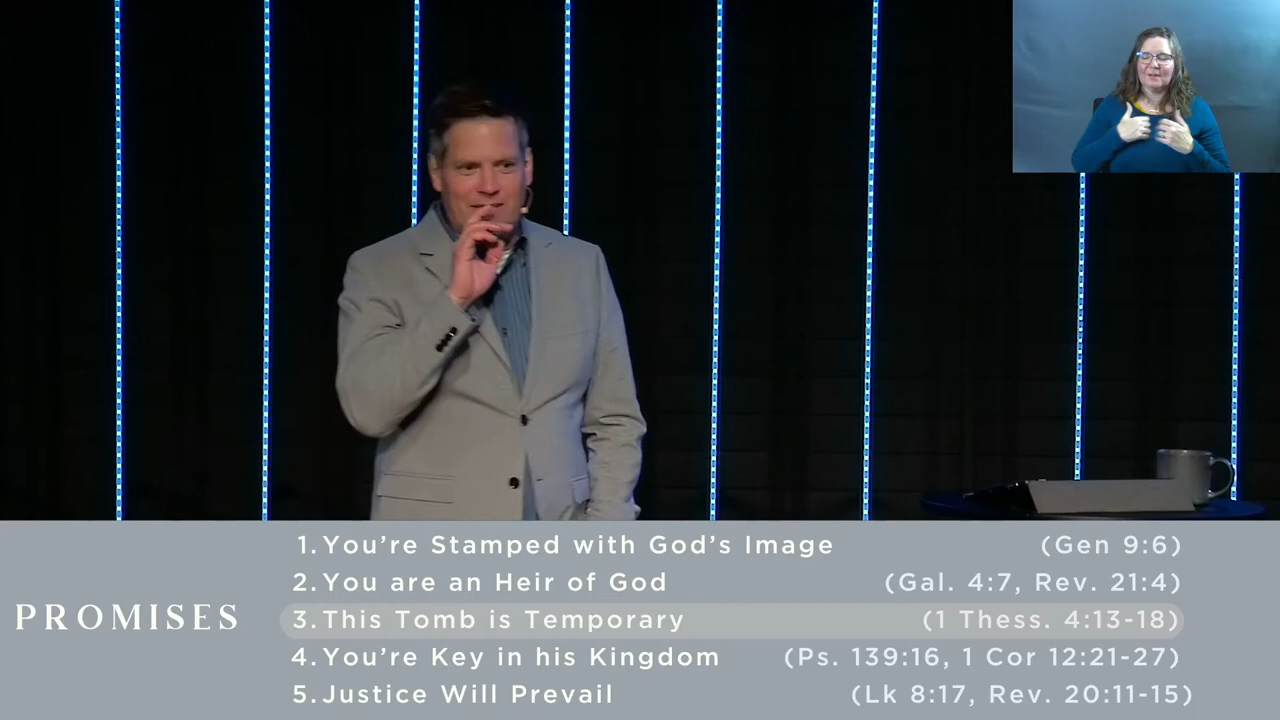 PROMISES
1. You're Stamped with God's Image (Gen 9:6)
2. You are an Heir of God (Gal. 4:7, Rev. 21:4)
3. This Tomb is Temporary (1 Thess. 4:13-18)
4. You're Key in his Kingdom (Ps. 139:16, 1 Cor 12:21-27)
5. Justice Will Prevail (Lk 8:17, Rev. 20:11-15)